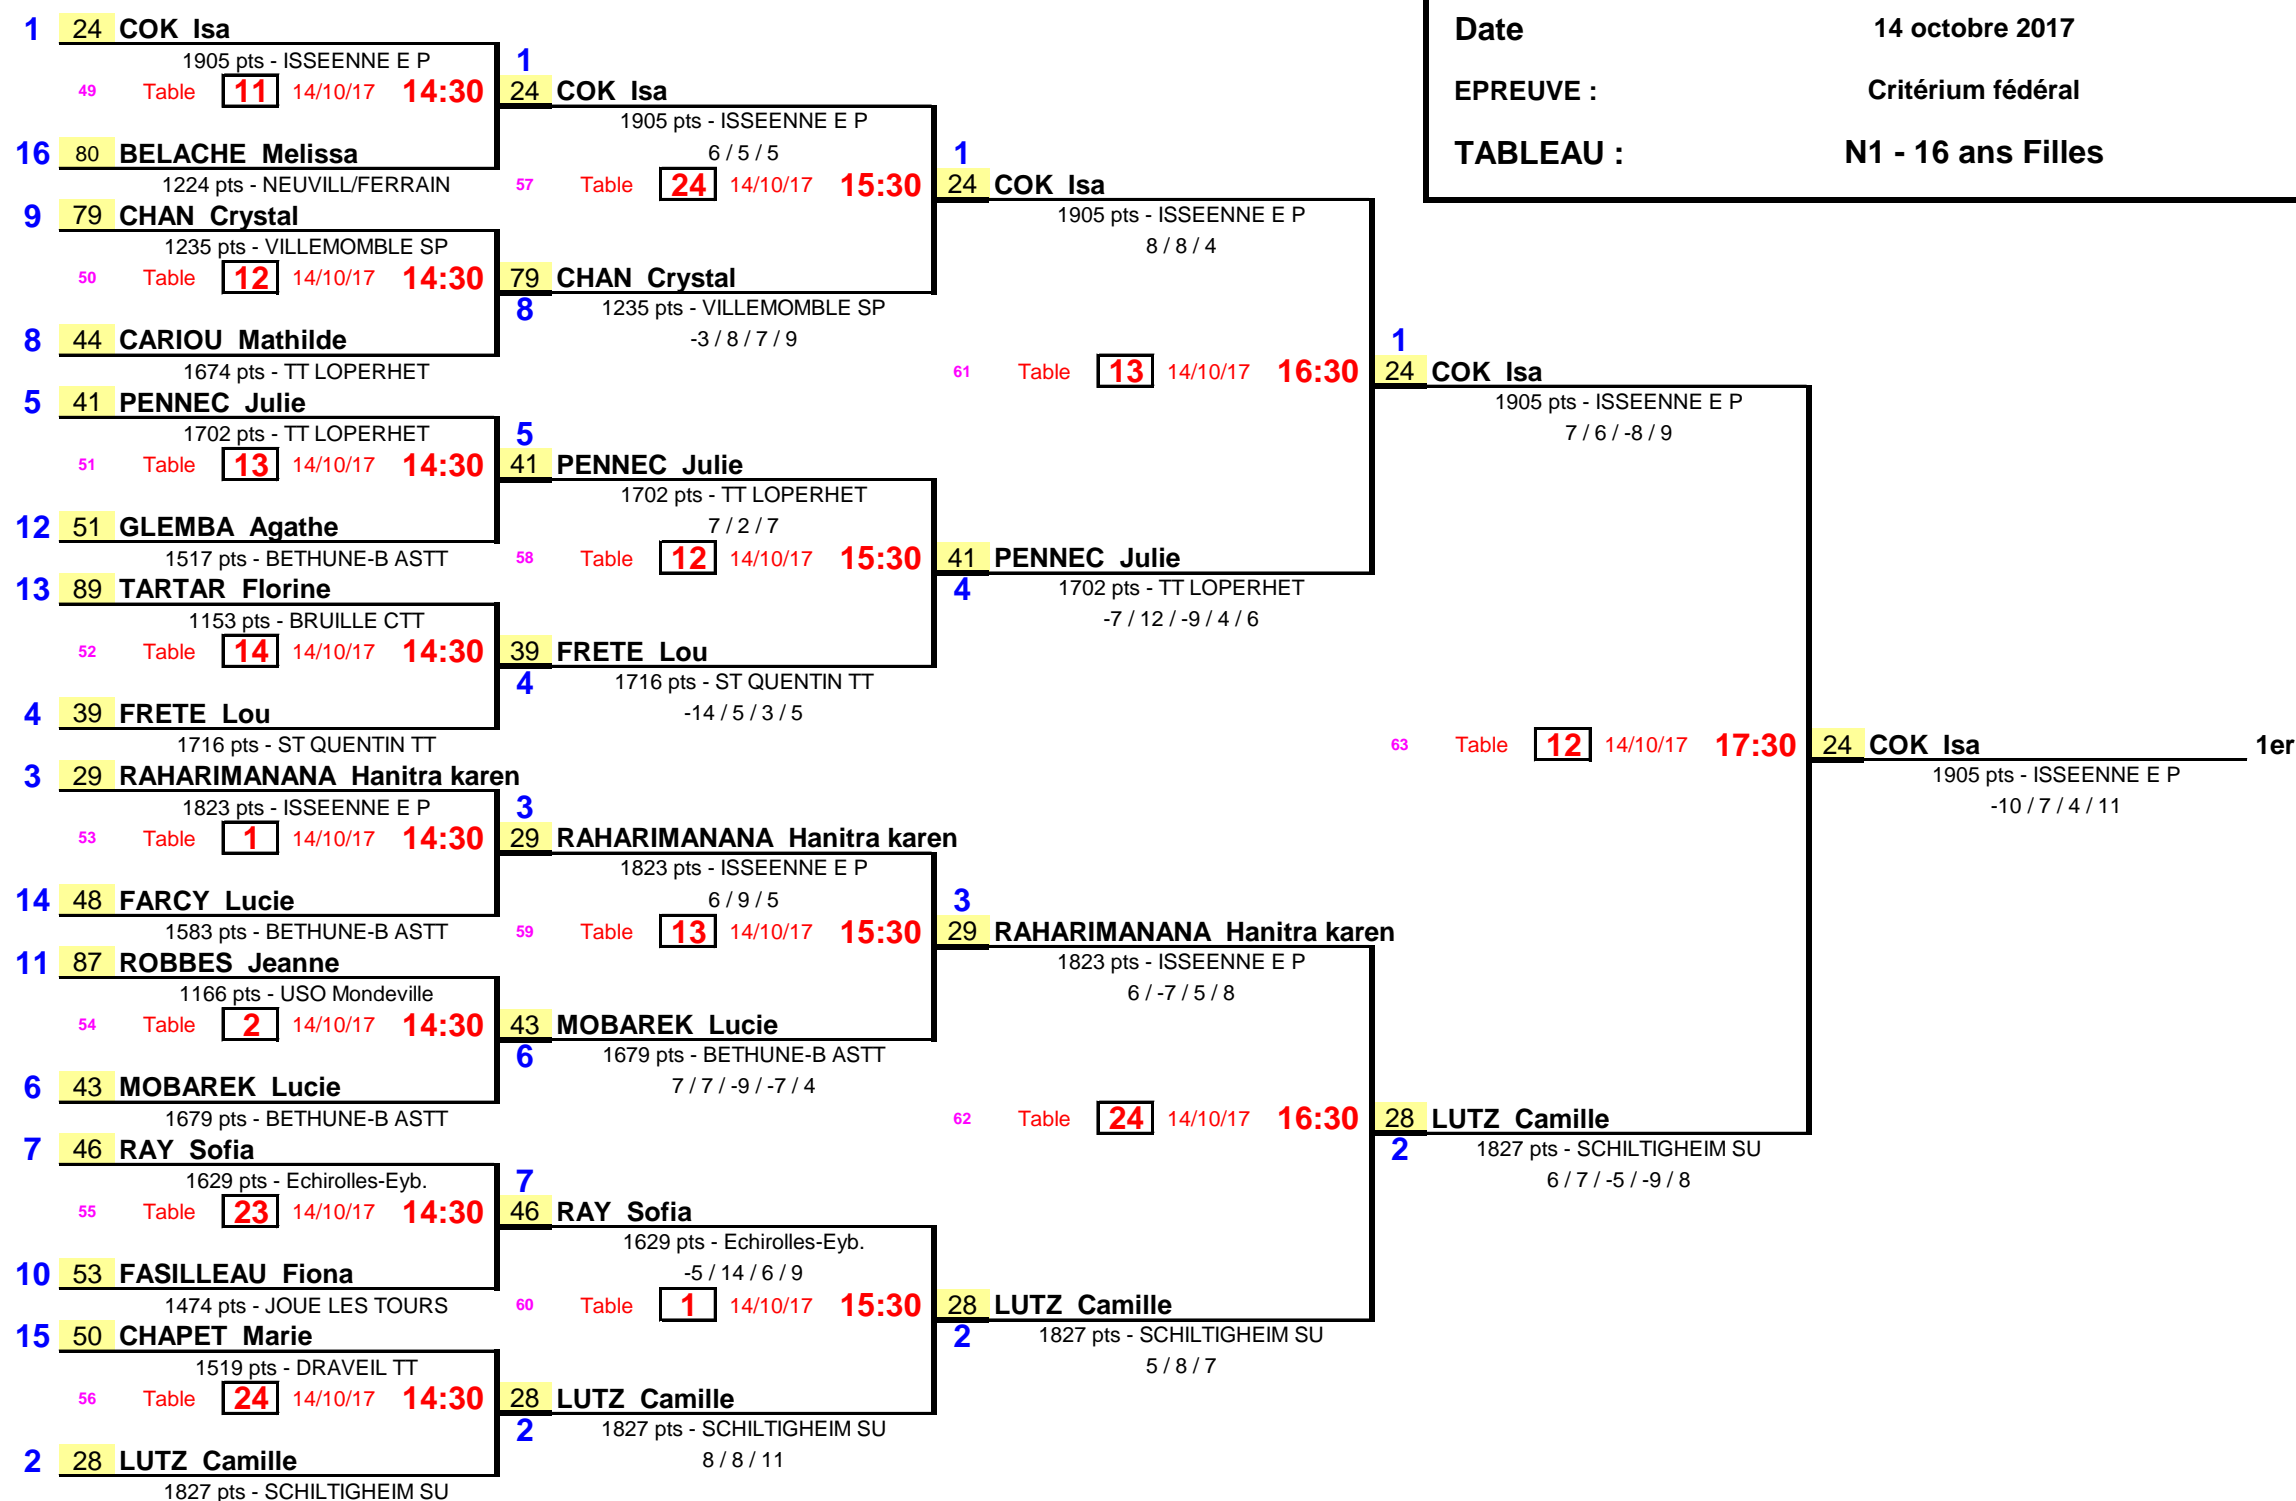 Date 14 octobre 2017
EPREUVE : Critérium fédéral
TABLEAU : N1 - 16 ans Filles
1 24 COK Isa
1905 pts - ISSEENNE E P
49 Table 11 14/10/17 14:30
16 80 BELACHE Melissa
1224 pts - NEUVILL/FERRAIN
9 79 CHAN Crystal
1235 pts - VILLEMOMBLE SP
50 Table 12 14/10/17 14:30
8 44 CARIOU Mathilde
1674 pts - TT LOPERHET
5 41 PENNEC Julie
1702 pts - TT LOPERHET
51 Table 13 14/10/17 14:30
12 51 GLEMBA Agathe
1517 pts - BETHUNE-B ASTT
13 89 TARTAR Florine
1153 pts - BRUILLE CTT
52 Table 14 14/10/17 14:30
4 39 FRETE Lou
1716 pts - ST QUENTIN TT
3 29 RAHARIMANANA Hanitra karen
1823 pts - ISSEENNE E P
53 Table 1 14/10/17 14:30
14 48 FARCY Lucie
1583 pts - BETHUNE-B ASTT
11 87 ROBBES Jeanne
1166 pts - USO Mondeville
54 Table 2 14/10/17 14:30
6 43 MOBAREK Lucie
1679 pts - BETHUNE-B ASTT
7 46 RAY Sofia
1629 pts - Echirolles-Eyb.
55 Table 23 14/10/17 14:30
10 53 FASILLEAU Fiona
1474 pts - JOUE LES TOURS
15 50 CHAPET Marie
1519 pts - DRAVEIL TT
56 Table 24 14/10/17 14:30
2 28 LUTZ Camille
1827 pts - SCHILTIGHEIM SU
1
24 COK Isa
1905 pts - ISSEENNE E P
6 / 5 / 5
57 Table 24 14/10/17 15:30
79 CHAN Crystal
8 1235 pts - VILLEMOMBLE SP
-3 / 8 / 7 / 9
5
41 PENNEC Julie
1702 pts - TT LOPERHET
7 / 2 / 7
58 Table 12 14/10/17 15:30
39 FRETE Lou
4 1716 pts - ST QUENTIN TT
-14 / 5 / 3 / 5
3
29 RAHARIMANANA Hanitra karen
1823 pts - ISSEENNE E P
6 / 9 / 5
59 Table 13 14/10/17 15:30
43 MOBAREK Lucie
6 1679 pts - BETHUNE-B ASTT
7 / 7 / -9 / -7 / 4
7
46 RAY Sofia
1629 pts - Echirolles-Eyb.
-5 / 14 / 6 / 9
60 Table 1 14/10/17 15:30
28 LUTZ Camille
2 1827 pts - SCHILTIGHEIM SU
8 / 8 / 11
1
24 COK Isa
1905 pts - ISSEENNE E P
8 / 8 / 4
61 Table 13 14/10/17 16:30
41 PENNEC Julie
4 1702 pts - TT LOPERHET
-7 / 12 / -9 / 4 / 6
3
29 RAHARIMANANA Hanitra karen
1823 pts - ISSEENNE E P
6 / -7 / 5 / 8
62 Table 24 14/10/17 16:30
28 LUTZ Camille
2 1827 pts - SCHILTIGHEIM SU
5 / 8 / 7
1
24 COK Isa
1905 pts - ISSEENNE E P
7 / 6 / -8 / 9
63 Table 12 14/10/17 17:30
28 LUTZ Camille
2 1827 pts - SCHILTIGHEIM SU
6 / 7 / -5 / -9 / 8
24 COK Isa 1er
1905 pts - ISSEENNE E P
-10 / 7 / 4 / 11